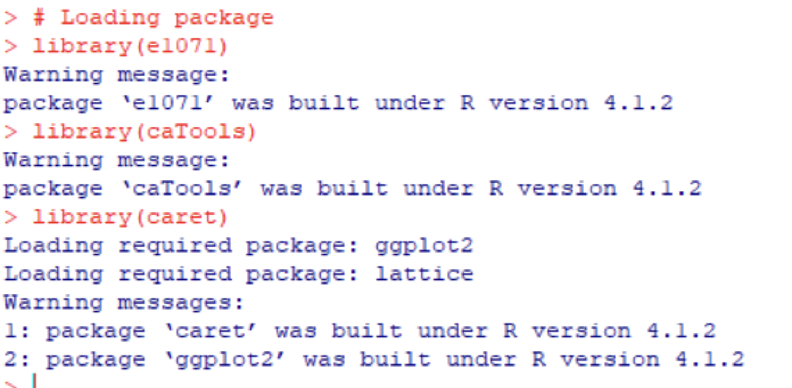 > # Loading package
> library(e1071)
Warning message:
package ‘e1071’ was built under R version 4.1.2
> library(caTools)
Warning message:
package ‘caTools’ was built under R version 4.1.2
> library(caret)
Loading required package: ggplot2
Loading required package: lattice
Warning messages:
1: package ‘caret’ was built under R version 4.1.2
2: package ‘ggplot2’ was built under R version 4.1.2
>